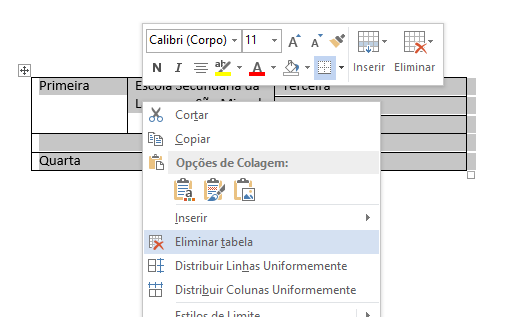 Calibri (Corpo) 11 A A
N I ab A A Inserir Eliminar
Primeira Escola Secundária da Terceira
Cortar
Copiar
Quarta
Opções de Colagem:
Inserir
Eliminar tabela
Distribuir Linhas Uniformemente
Distribuir Colunas Uniformemente
Estilos de Limite